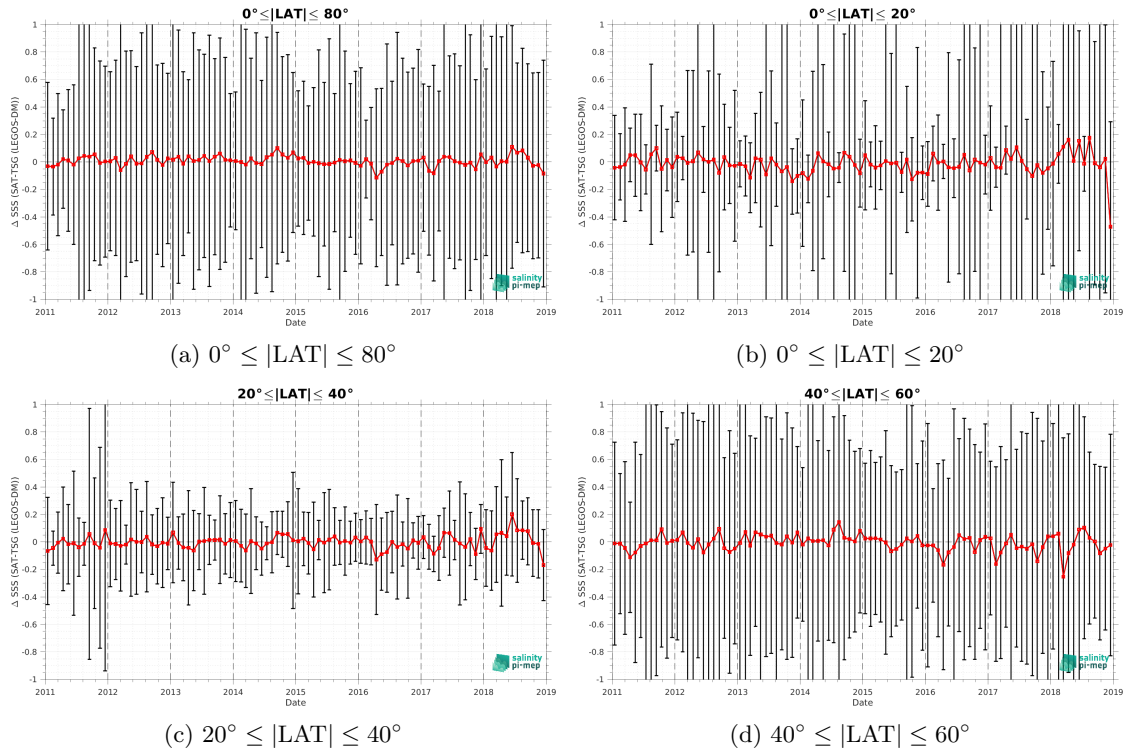 0°≤|LAT|≤ 80°
Δ SSS (SAT-TSG (LEGOS-DM))
1
0.8
0.6
0.4
0.2
0
-0.2
-0.4
-0.6
-0.8
-1
2011 2012 2013 2014 2015 2016 2017 2018 2019
Date
salinity
pi-mep
(a) 0° ≤ |LAT| ≤ 80°
0°≤|LAT|≤ 20°
Δ SSS (SAT-TSG (LEGOS-DM))
1
0.8
0.6
0.4
0.2
0
-0.2
-0.4
-0.6
-0.8
-1
2011 2012 2013 2014 2015 2016 2017 2018 2019
Date
salinity
pi-mep
(b) 0° ≤ |LAT| ≤ 20°
20°≤|LAT|≤ 40°
Δ SSS (SAT-TSG (LEGOS-DM))
1
0.8
0.6
0.4
0.2
0
-0.2
-0.4
-0.6
-0.8
-1
2011 2012 2013 2014 2015 2016 2017 2018 2019
Date
salinity
pi-mep
(c) 20° ≤ |LAT| ≤ 40°
40°≤|LAT|≤ 60°
Δ SSS (SAT-TSG (LEGOS-DM))
1
0.8
0.6
0.4
0.2
0
-0.2
-0.4
-0.6
-0.8
-1
2011 2012 2013 2014 2015 2016 2017 2018 2019
Date
salinity
pi-mep
(d) 40° ≤ |LAT| ≤ 60°